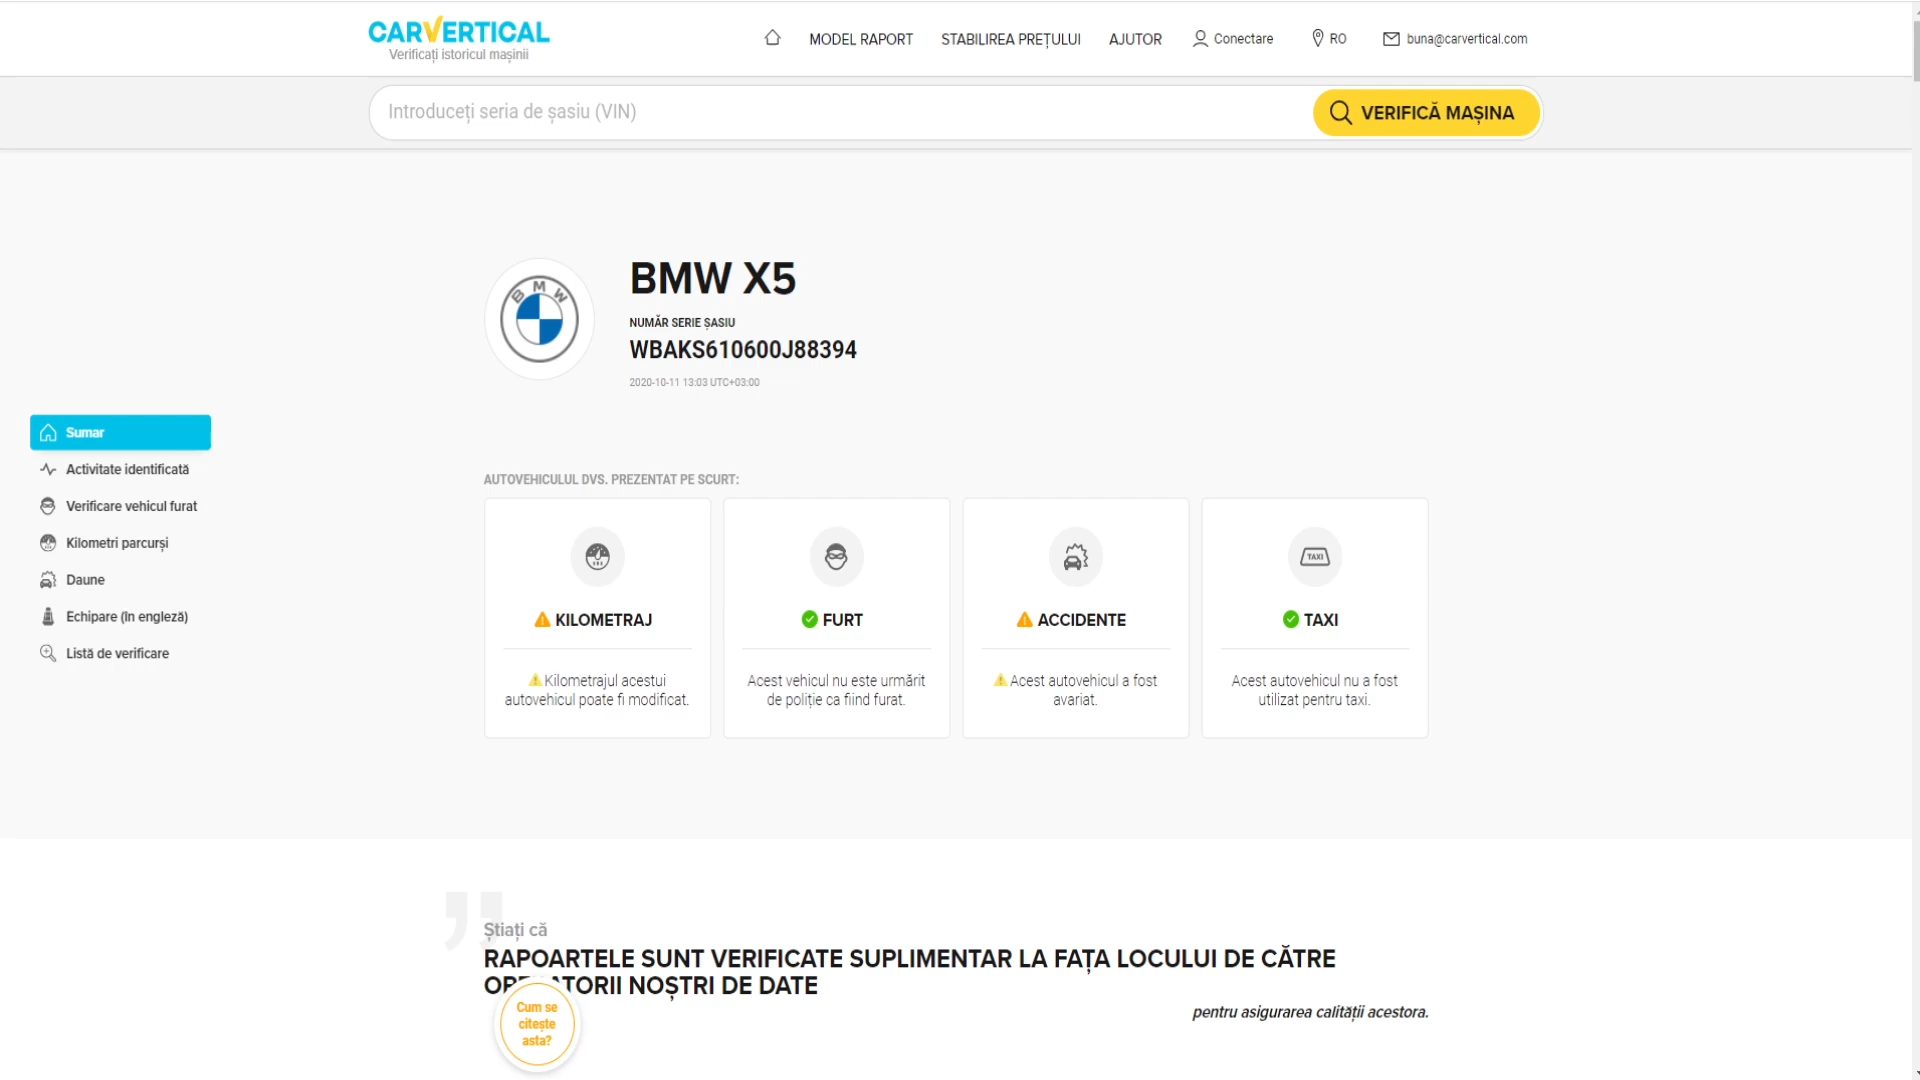 CARVERTICAL
Verificați istoricul mașinii
MODEL RAPORT
STABILIREA PREȚULUI
AJUTOR
Conectare
RO
buna@carvertical.com
Introduceți seria de șasiu (VIN)
VERIFICĂ MAȘINA
BMW
BMW X5
NUMĂR SERIE ȘASIU
WBAKS610600J88394
2020-10-11 13:03 UTC+03:00
Sumar
Activitate identificată
Verificare vehicul furat
Kilometri parcurși
Daune
Echipare (în engleză)
Listă de verificare
AUTOVEHICULUL DVS. PREZENTAT PE SCURT:
KILOMETRAJ
Kilometrajul acestui
autovehicul poate fi modificat.
FURT
Acest vehicul nu este urmărit
de poliție ca fiind furat.
ACCIDENTE
Acest autovehicul a fost
avariat.
TAXI
TAXI
Acest autovehicul nu a fost
utilizat pentru taxi.
Știați că
RAPOARTELE SUNT VERIFICATE SUPLIMENTAR LA FAȚA LOCULUI DE CĂTRE
NOȘTRI DE DATE
pentru asigurarea calității acestora.
Cum se
citește
asta?